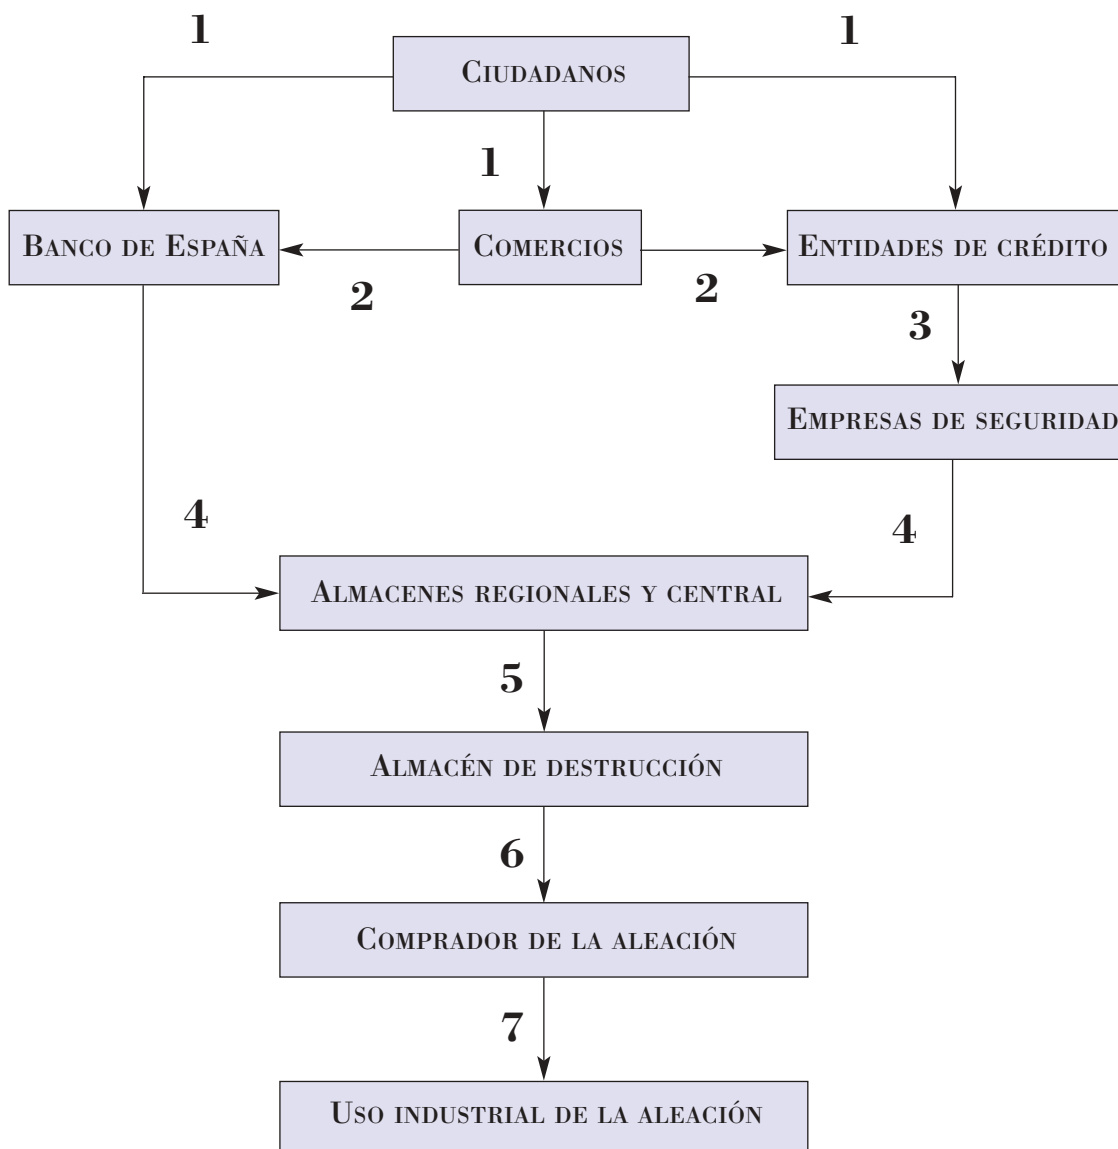 1
1
CIUDADANOS
1
BANCO DE ESPAÑA
COMERCIOS
ENTIDADES DE CRÉDITO
2
2
3
EMPRESAS DE SEGURIDAD
4
4
ALMACENES REGIONALES Y CENTRAL
5
ALMACÉN DE DESTRUCCIÓN
6
COMPRADOR DE LA ALEACIÓN
7
USO INDUSTRIAL DE LA ALEACIÓN